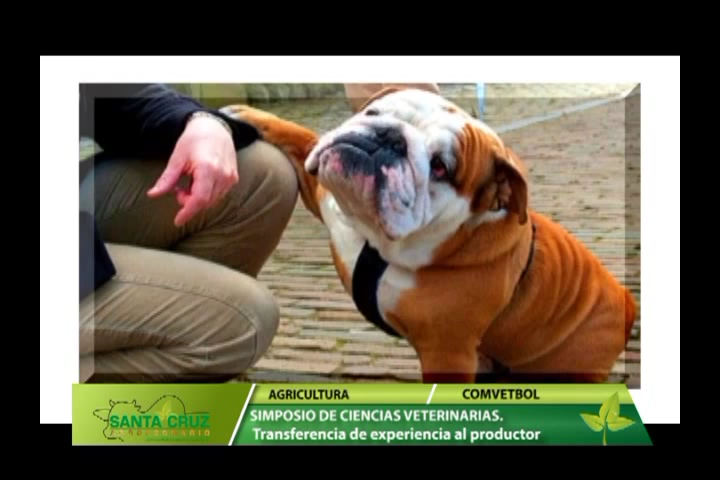 AGRICULTURA
COMVETBOL
SANTA CRUZ
SIMPOSIO DE CIENCIAS VETERINARIAS.
Transferencia de experiencia al productor